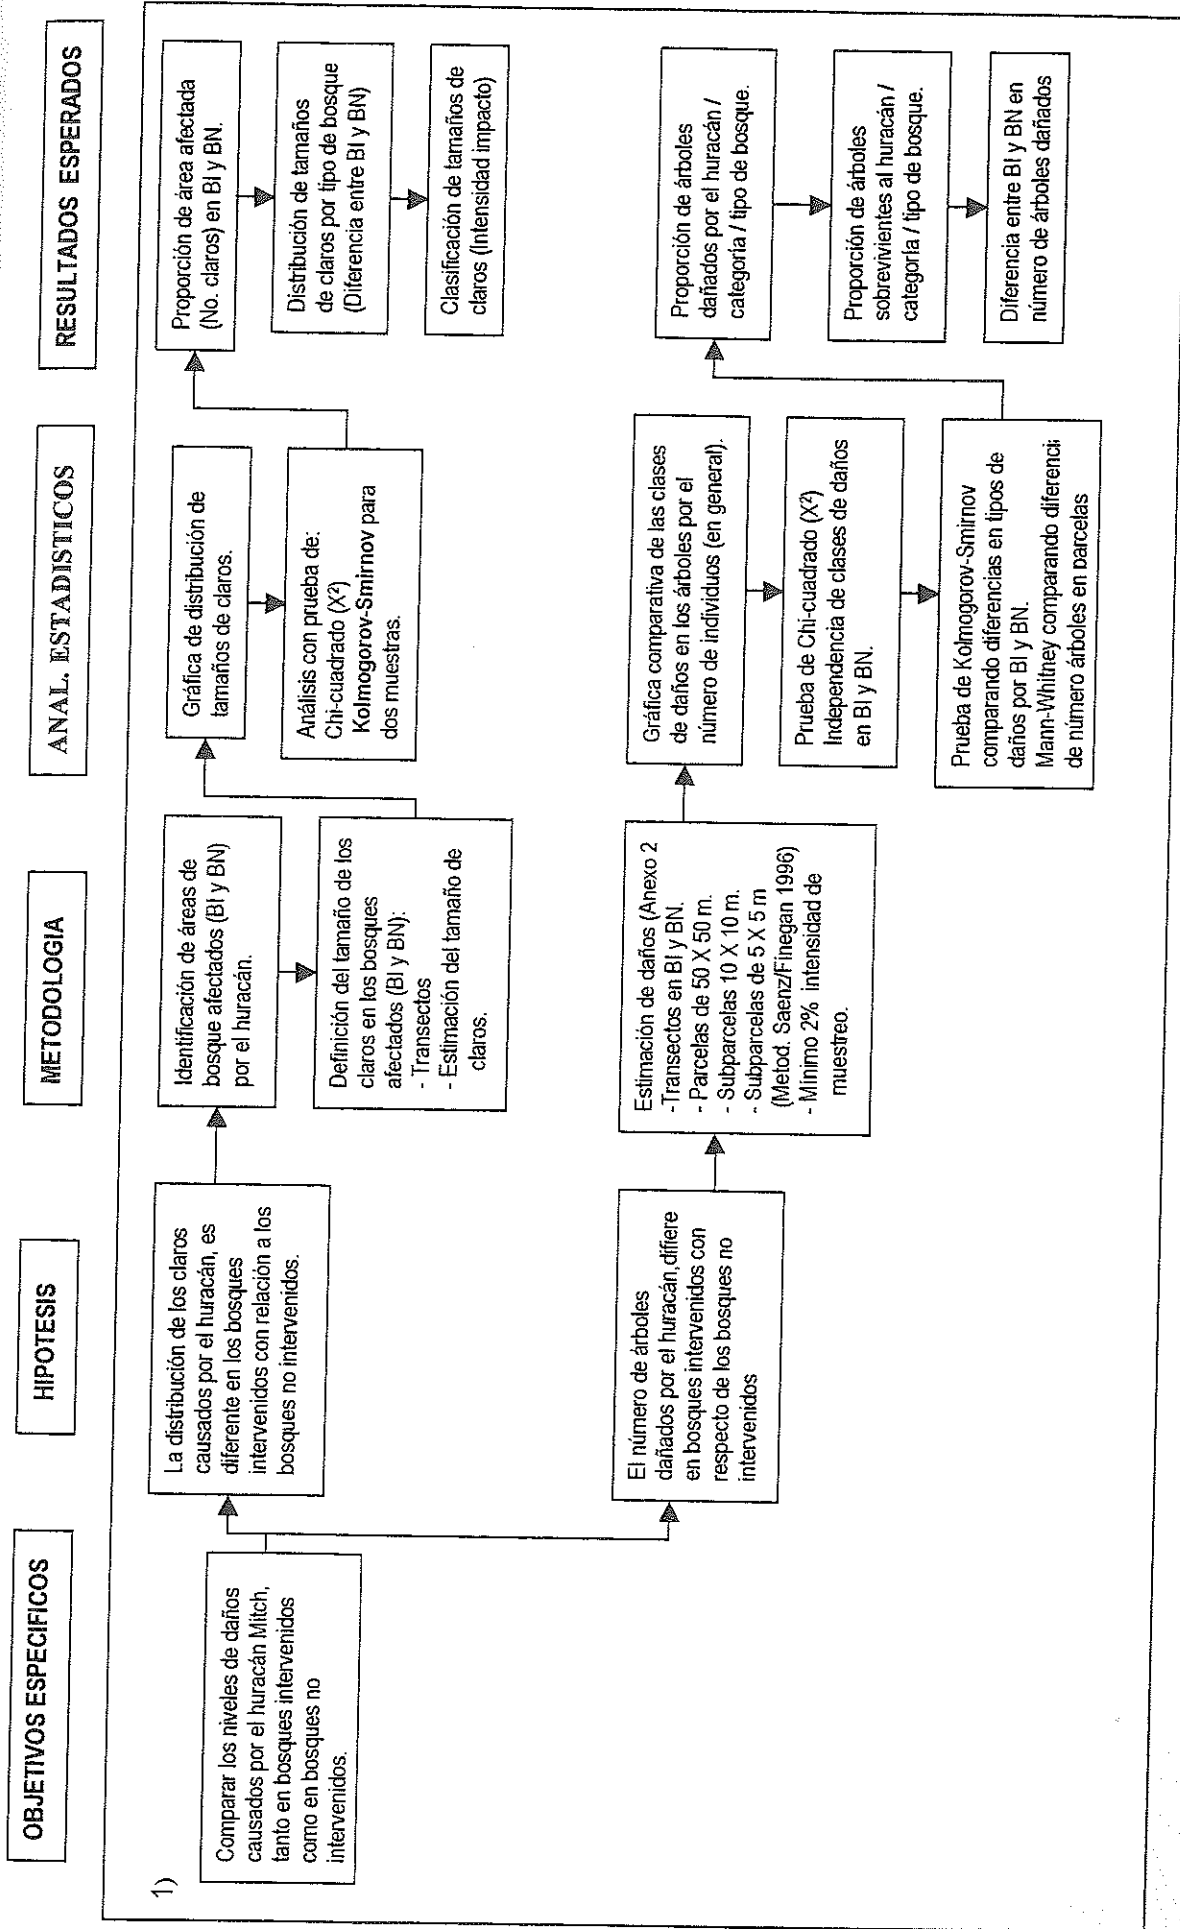 OBJETIVOS ESPECIFICOS
HIPOTESIS
METODOLOGIA
ANAL. ESTADISTICOS
RESULTADOS ESPERADOS
1)
Comparar los niveles de daños
causados por el huracán Mitch,
tanto en bosques intervenidos
como en bosques no
intervenidos.
La distribución de los claros
causados por el huracán, es
diferente en los bosques
intervenidos con relación a los
bosques no intervenidos.
Identificación de áreas de
bosque afectados (BI y BN)
por el huracán.
Definición del tamaño de los
claros en los bosques
afectados (BI y BN):
- Transectos
- Estimación del tamaño de
claros.
Gráfica de distribución de
tamaños de claros.
Análisis con prueba de:
Chi-cuadrado (X²)
Kolmogorov-Smirnov para
dos muestras.
Proporción de área afectada
(No. claros) en BI y BN.
Distribución de tamaños
de claros por tipo de bosque
(Diferencia entre BI y BN)
Clasificación de tamaños de
claros (Intensidad impacto)
El número de árboles
dañados por el huracán,difiere
en bosques intervenidos con
respecto de los bosques no
intervenidos
Estimación de daños (Anexo 2
-Transectos en BI y BN.
- Parcelas de 50 X 50 m.
- Subparcelas 10 X 10 m.
- Subparcelas de 5 X 5 m
(Metod. Saenz/Finegan 1996)
- Mínimo 2% Intensidad de
muestreo.
Gráfica comparativa de las clases
de daños en los árboles por el
número de individuos (en general).
Prueba de Chi-cuadrado (X²)
Independencia de clases de daños
en BI y BN.
Prueba de Kolmogorov-Smirnov
comparando diferencias en tipos de
daños por BI y BN.
Mann-Whitney comparando diferenci
de número árboles en parcelas
Proporción de árboles
dañados por el huracán /
categoría / tipo de bosque.
Proporción de árboles
sobrevivientes al huracán /
categoría / tipo de bosque.
Diferencia entre BI y BN en
número de árboles dañados